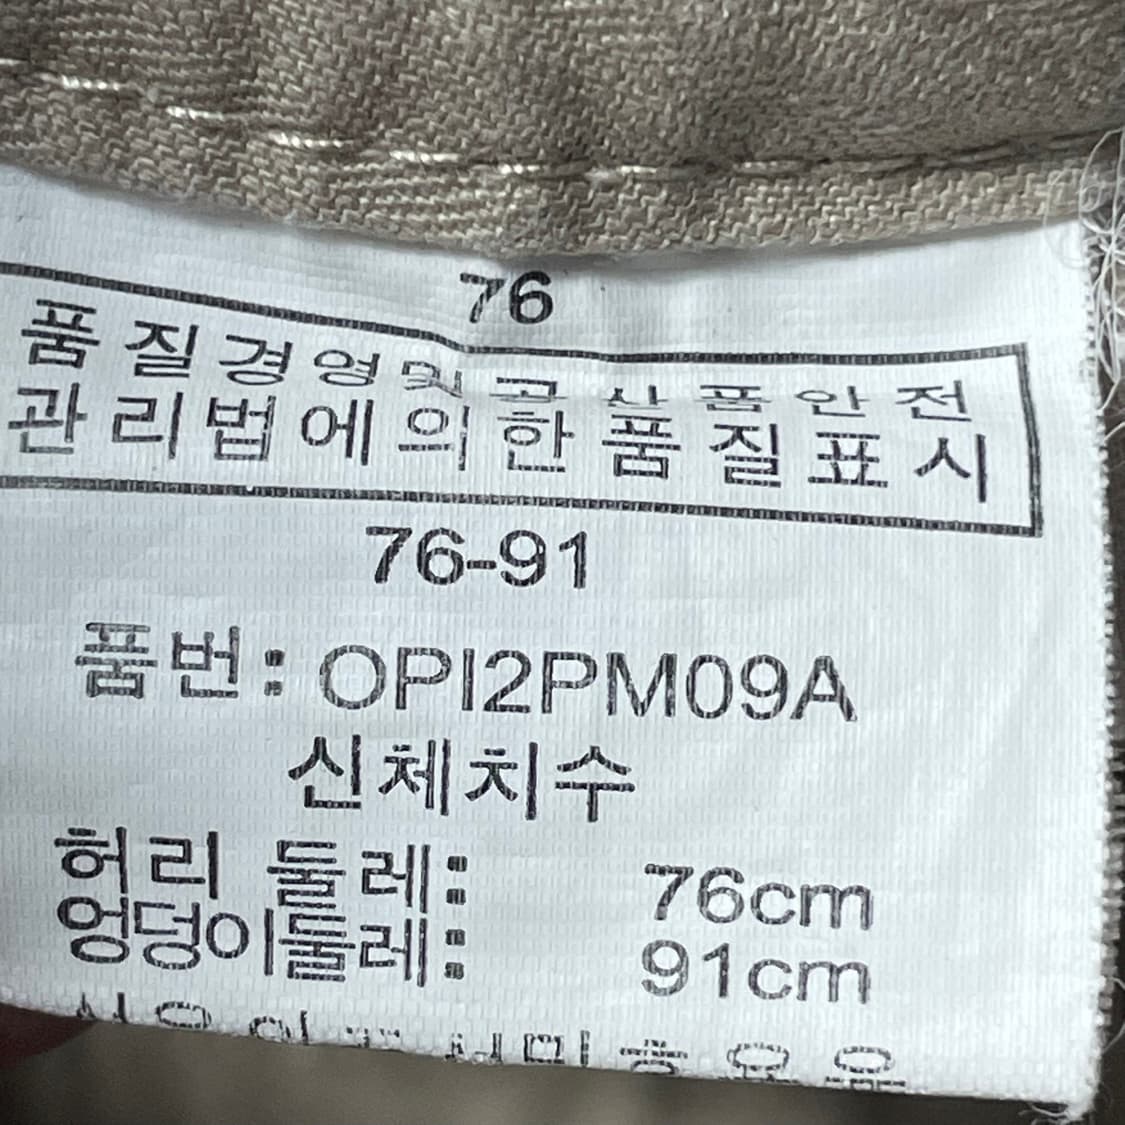 76
품질경영및공산품안전
관리법에의한품질표시
76-91
품번: OPI2PM09A
신체치수
허리 둘레: 76cm
엉덩이둘레: 91cm